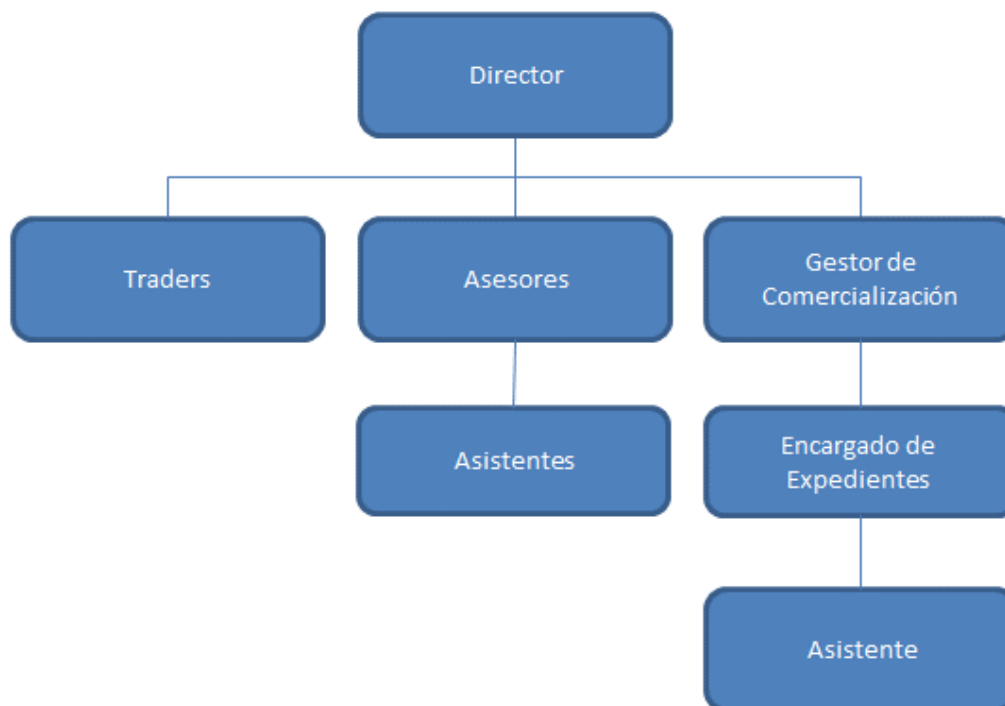 Director
Traders
Asesores
Gestor de
Comercialización
Asistentes
Encargado de
Expedientes
Asistente